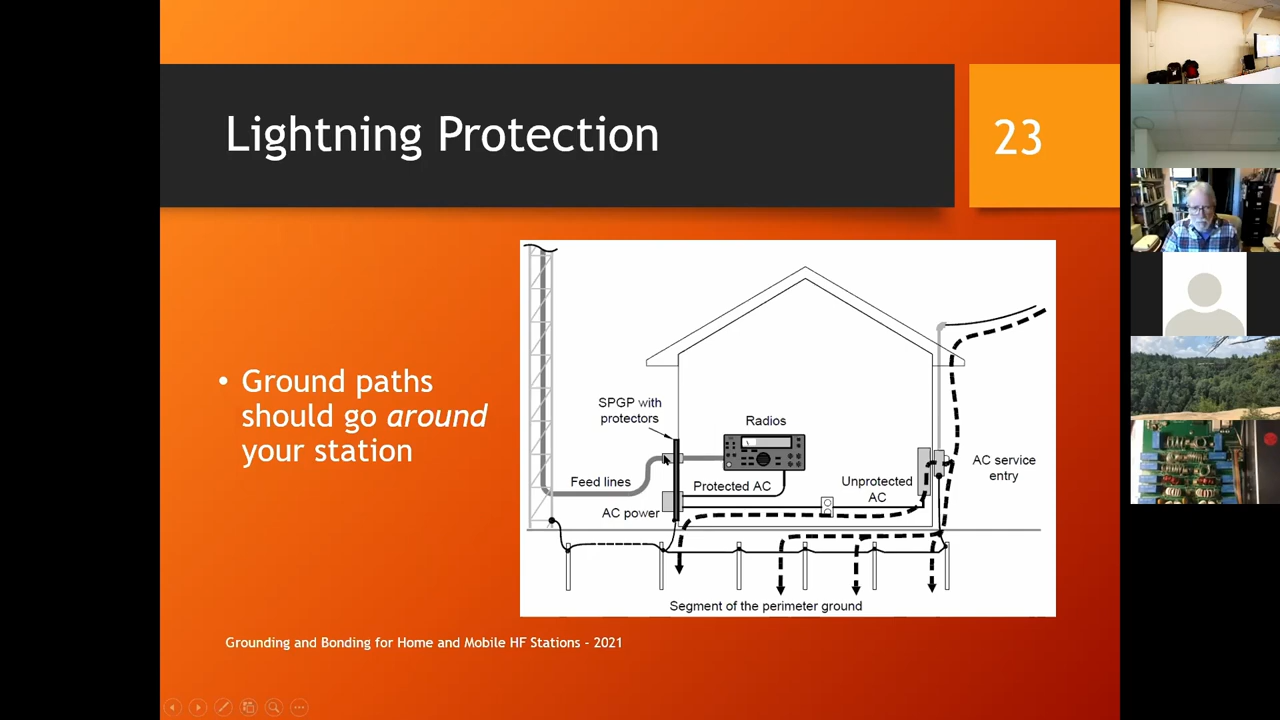 Lightning Protection
23
• Ground paths
should go around
your station
SPGP with
protectors
Radios
Feed lines
Protected AC
Unprotected
AC
AC service
entry
AC power
Segment of the perimeter ground
Grounding and Bonding for Home and Mobile HF Stations - 2021